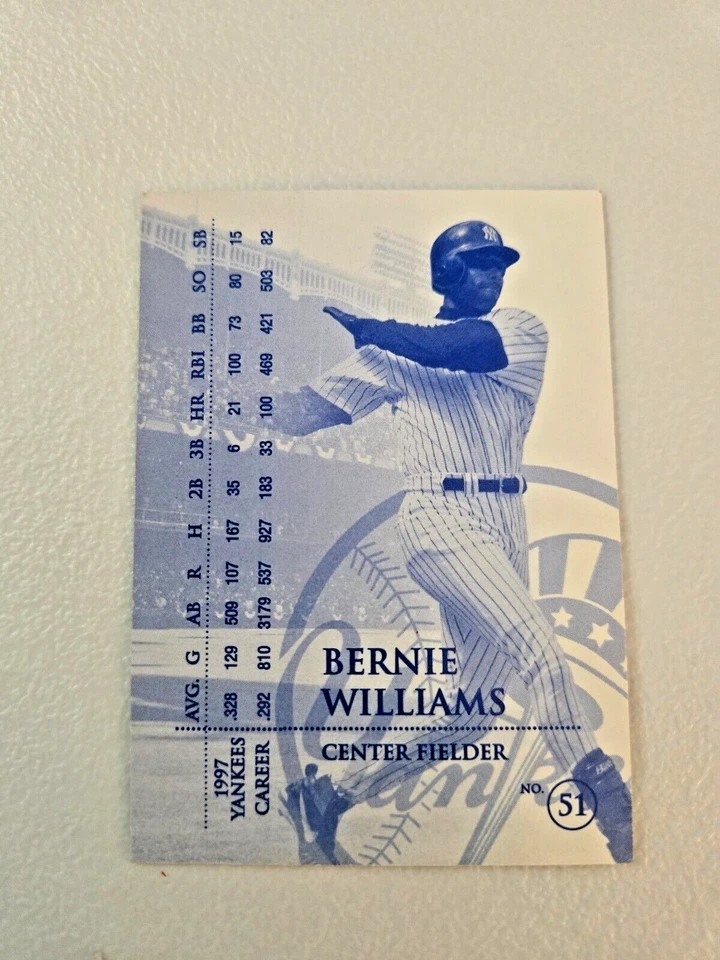 AVG. G AB R H 2B 3B HR RBI BB SO SB
1997
YANKEES .328 129 509 107 167 35 6 21 100 73 80 15
CAREER .292 810 3179 537 927 183 33 100 469 421 503 82
BERNIE
WILLIAMS
CENTER FIELDER
NO. 51
NY